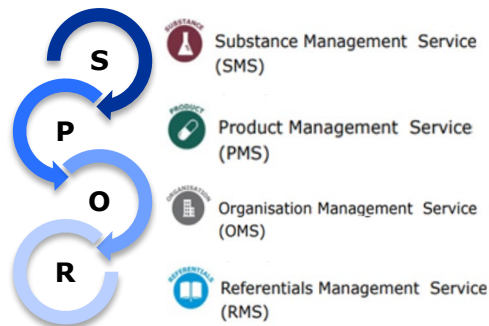 S
SUBSTANCE
Substance Management Service
(SMS)
P
PRODUCT
Product Management Service
(PMS)
O
ORGANISATION
Organisation Management Service
(OMS)
R
REFERENTIALS
Referentials Management Service
(RMS)